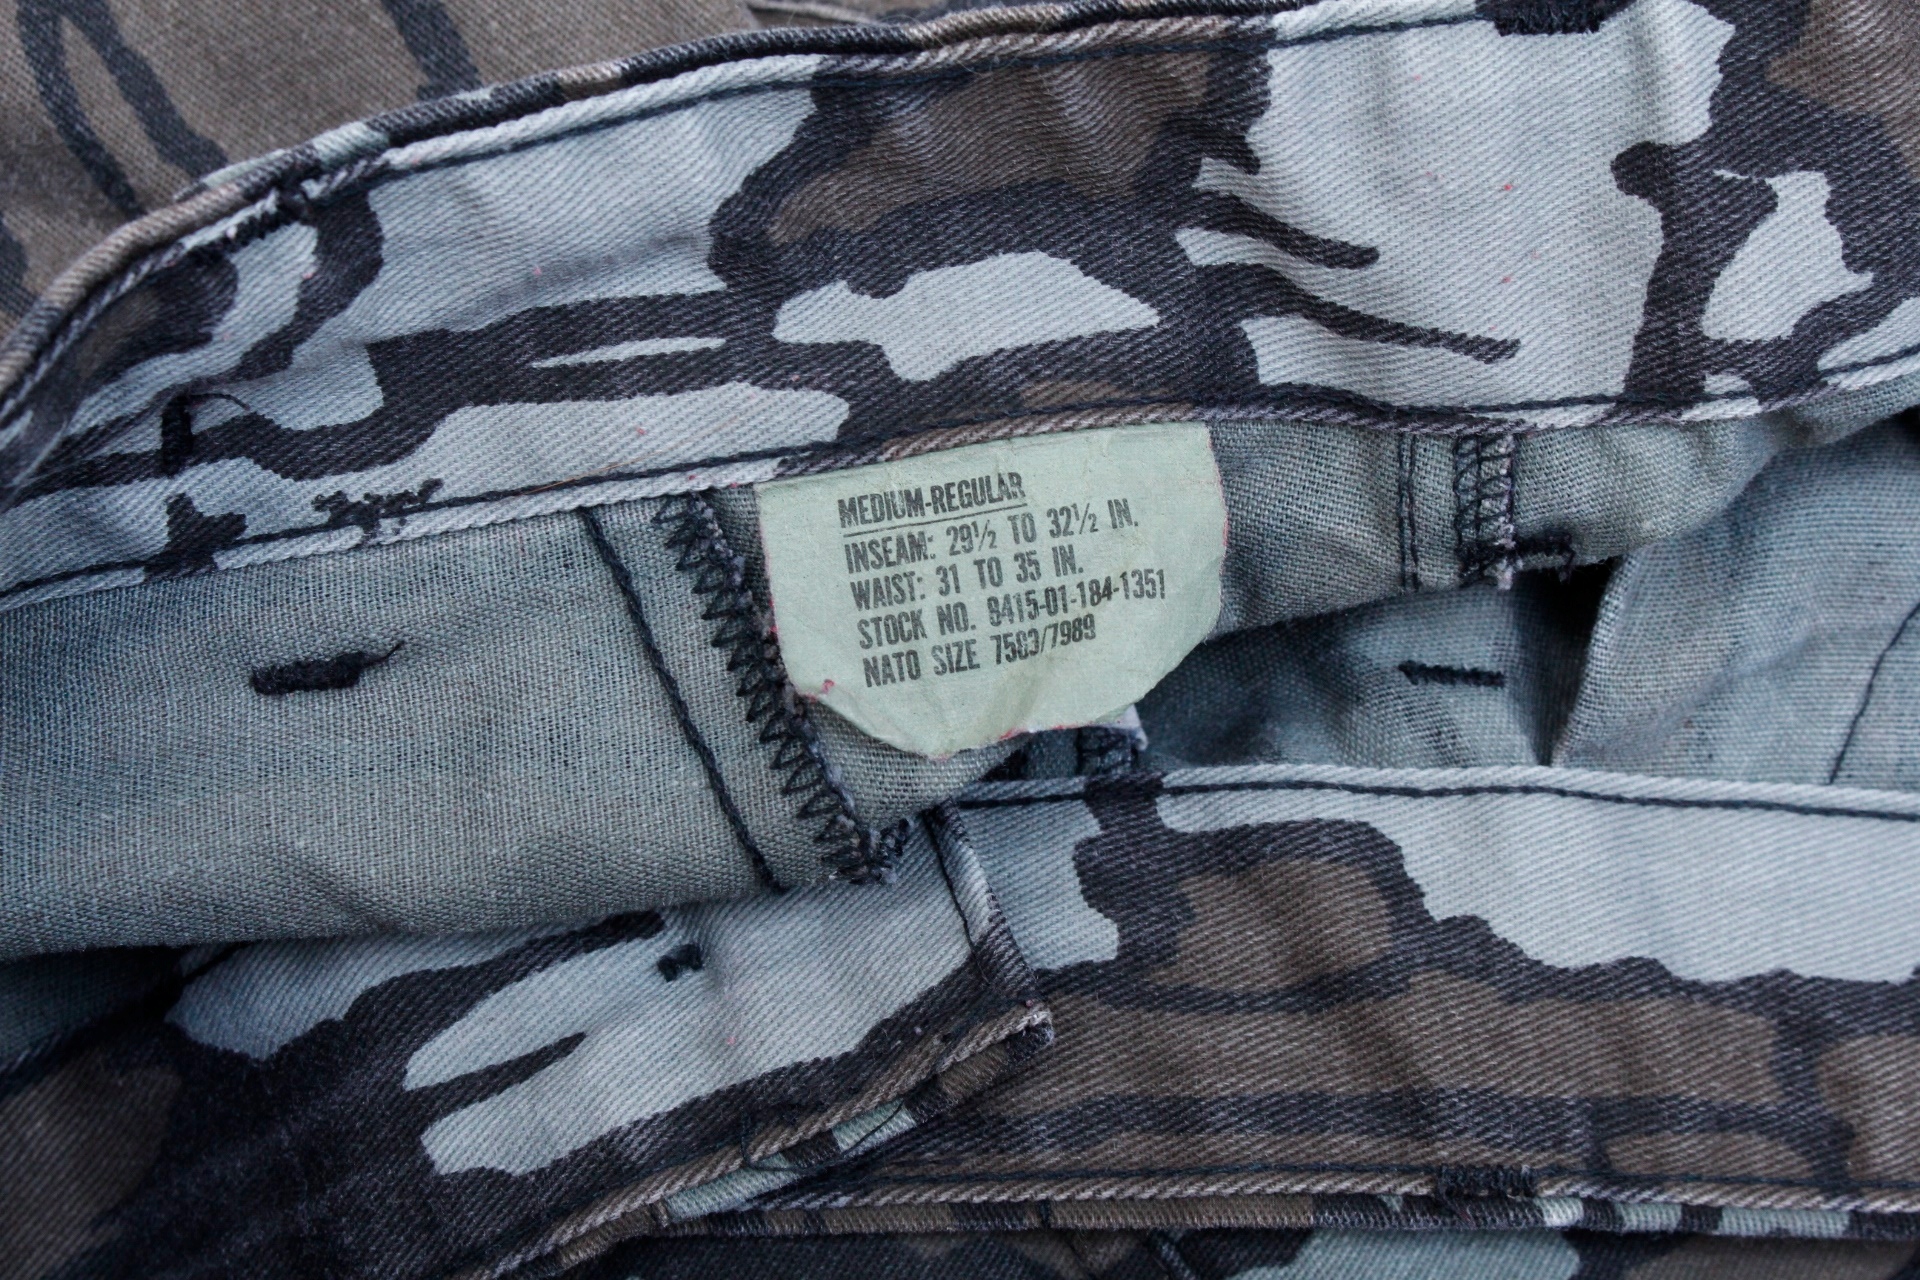 MEDIUM-REGULAR
INSEAM: 29½ TO 32½ IN.
WAIST: 31 TO 35 IN.
STOCK NO. 8415-01-184-1351
NATO SIZE 7583/7989